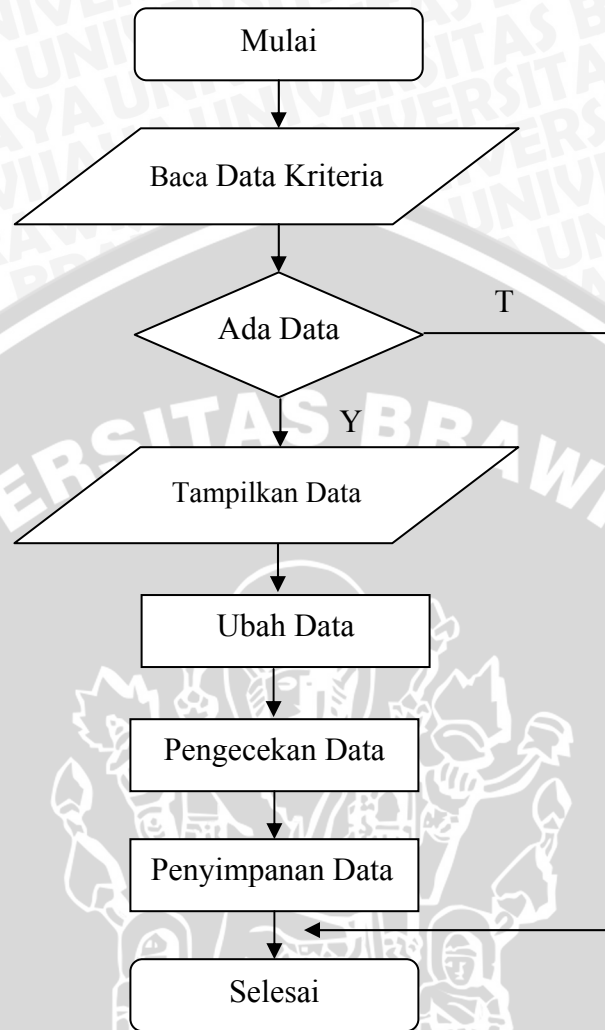 Mulai
Baca Data Kriteria
Ada Data
T
Y
Tampilkan Data
Ubah Data
Pengecekan Data
Penyimpanan Data
Selesai